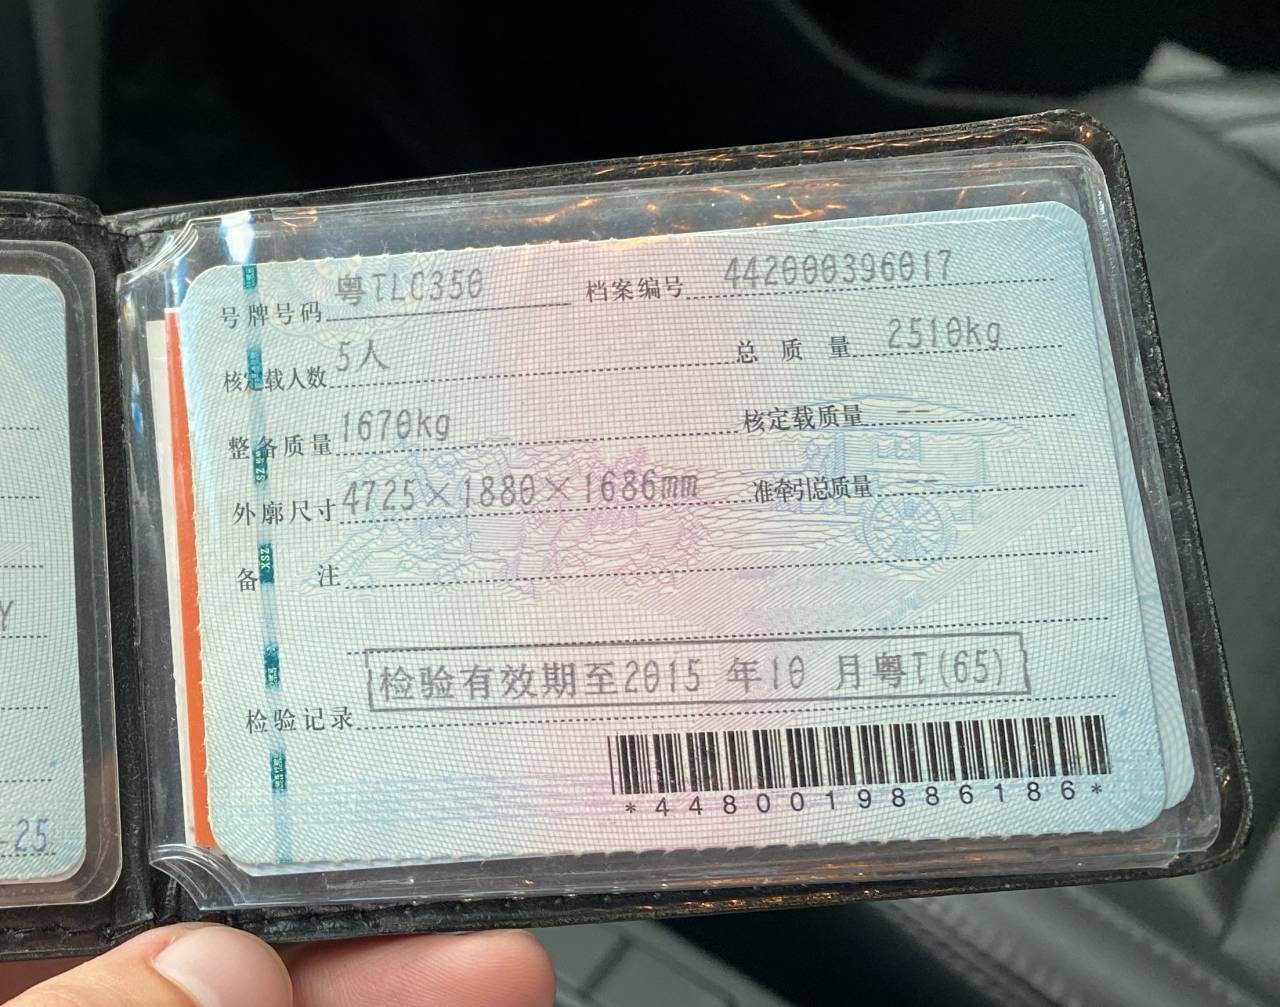 号牌号码 粤TLC350 档案编号 442000396017
核定载人数 5人 总质量 2510kg
整备质量 1670kg 核定载质量 --
外廓尺寸 4725×1880×1686mm 准牵引总质量 --
备注
检验记录 检验有效期至2015 年10 月粤T(65)
*4480019886186*
Y
-25